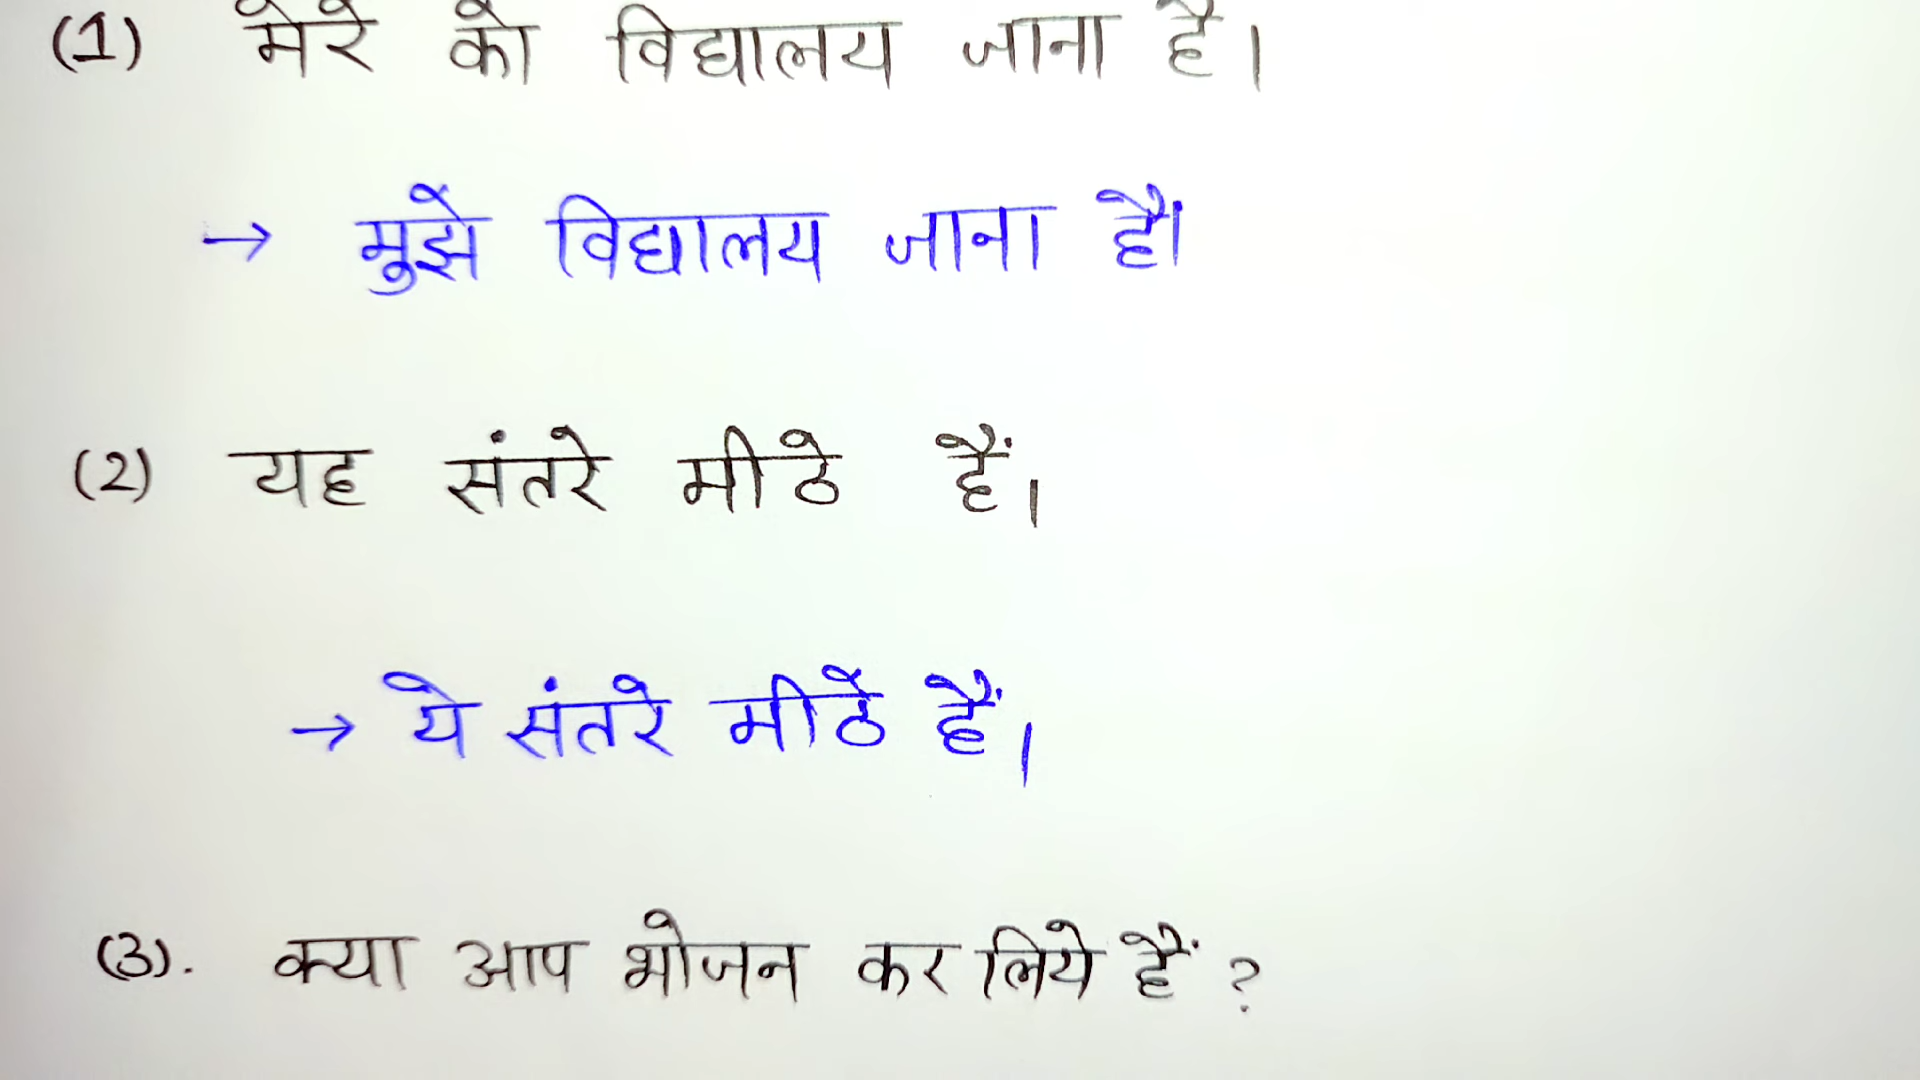 (1) मेरे को विद्यालय जाना है।
→ मुझे विद्यालय जाना है।
(2) यह संतरे मीठे हैं।
→ ये संतरे मीठे हैं।
(3). क्या आप भोजन कर लिये हैं ?